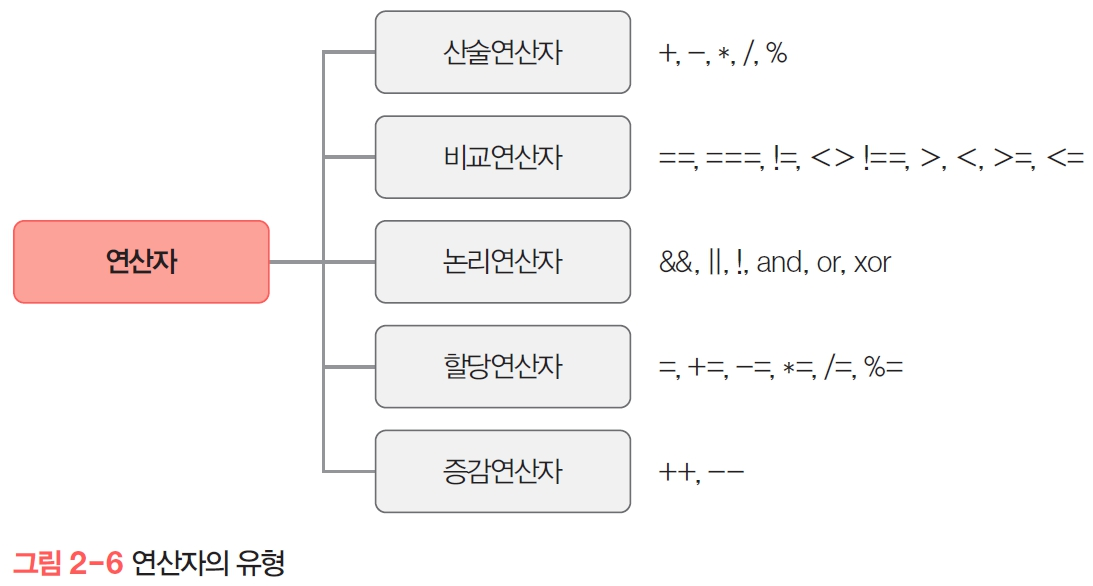 산술연산자 +, -, *, /, %
비교연산자 ==, ===, !=, <> !==, >, <, >=, <=
연산자
논리연산자 &&, ||, !, and, or, xor
할당연산자 =, +=, -=, *=, /=, %=
증감연산자 ++, --
그림 2-6 연산자의 유형